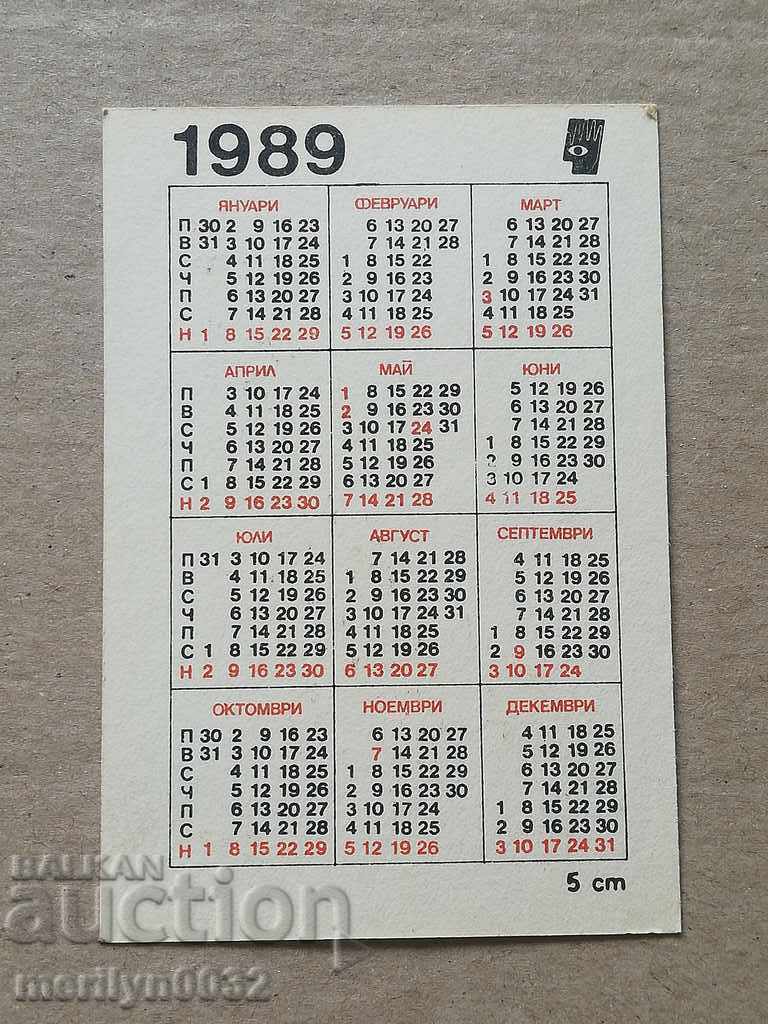 1989
ЯНУАРИ
П 30 2 9 16 23
В 31 3 10 17 24
С 4 11 18 25
Ч 5 12 19 26
П 6 13 20 27
С 7 14 21 28
Н 1 8 15 22 29
ФЕВРУАРИ
6 13 20 27
7 14 21 28
1 8 15 22
2 9 16 23
3 10 17 24
4 11 18 25
5 12 19 26
МАРТ
6 13 20 27
7 14 21 28
1 8 15 22 29
2 9 16 23 30
3 10 17 24 31
4 11 18 25
5 12 19 26
АПРИЛ
П 3 10 17 24
В 4 11 18 25
С 5 12 19 26
Ч 6 13 20 27
П 7 14 21 28
С 1 8 15 22 29
Н 2 9 16 23 30
МАЙ
1 8 15 22 29
2 9 16 23 30
3 10 17 24 31
4 11 18 25
5 12 19 26
6 13 20 27
7 14 21 28
ЮНИ
5 12 19 26
6 13 20 27
7 14 21 28
1 8 15 22 29
2 9 16 23 30
3 10 17 24
4 11 18 25
ЮЛИ
П 31 3 10 17 24
В 4 11 18 25
С 5 12 19 26
Ч 6 13 20 27
П 7 14 21 28
С 1 8 15 22 29
Н 2 9 16 23 30
АВГУСТ
7 14 21 28
1 8 15 22 29
2 9 16 23 30
3 10 17 24 31
4 11 18 25
5 12 19 26
6 13 20 27
СЕПТЕМВРИ
4 11 18 25
5 12 19 26
6 13 20 27
7 14 21 28
1 8 15 22 29
2 9 16 23 30
3 10 17 24
ОКТОМВРИ
П 30 2 9 16 23
В 31 3 10 17 24
С 4 11 18 25
Ч 5 12 19 26
П 6 13 20 27
С 7 14 21 28
Н 1 8 15 22 29
НОЕМВРИ
6 13 20 27
7 14 21 28
1 8 15 22 29
2 9 16 23 30
3 10 17 24
4 11 18 25
5 12 19 26
ДЕКЕМВРИ
4 11 18 25
5 12 19 26
6 13 20 27
7 14 21 28
1 8 15 22 29
2 9 16 23 30
3 10 17 24 31
5 cm
BALKAN
auction
merilyn0032